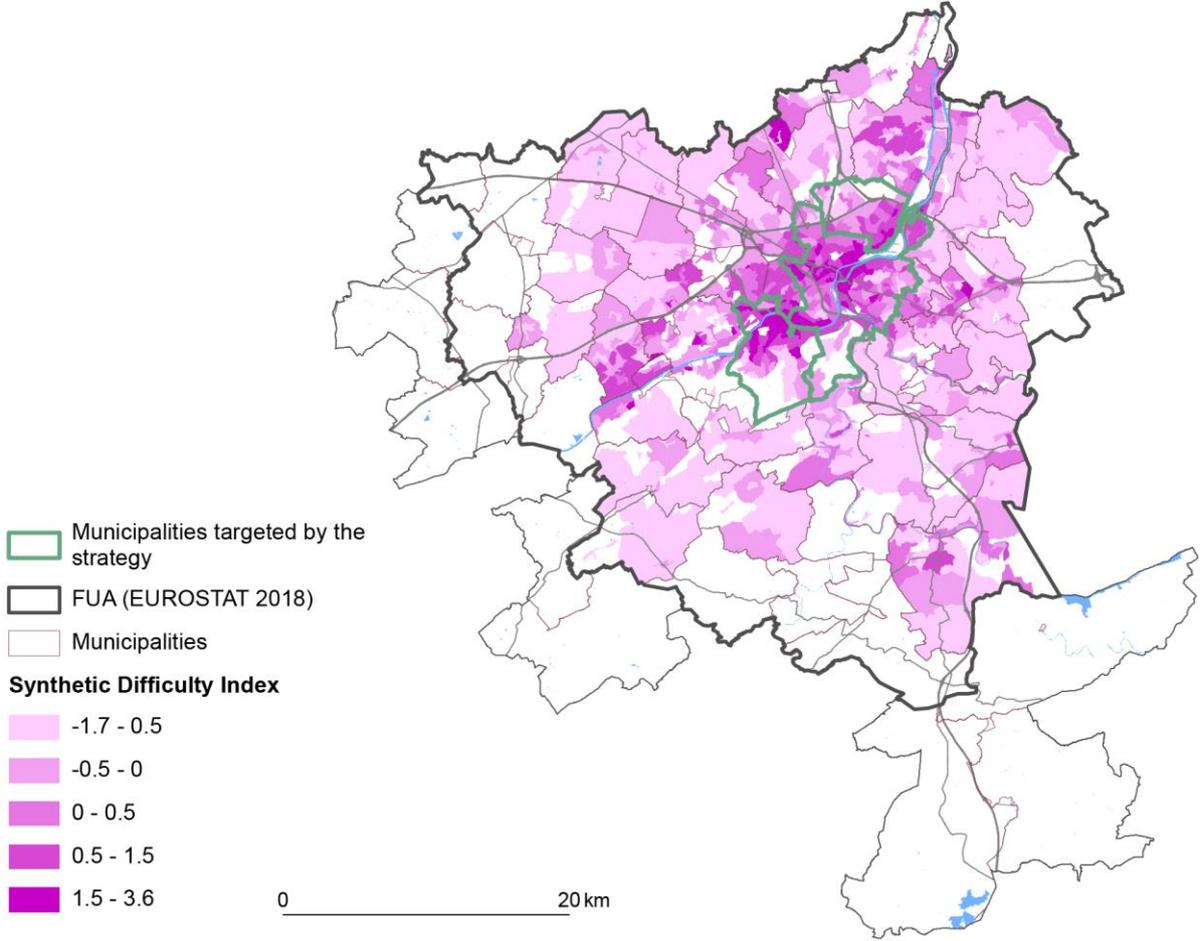 Municipalities targeted by the
strategy
FUA (EUROSTAT 2018)
Municipalities
Synthetic Difficulty Index
-1.7 - 0.5
-0.5 - 0
0 - 0.5
0.5 - 1.5
1.5 - 3.6
0 20 km